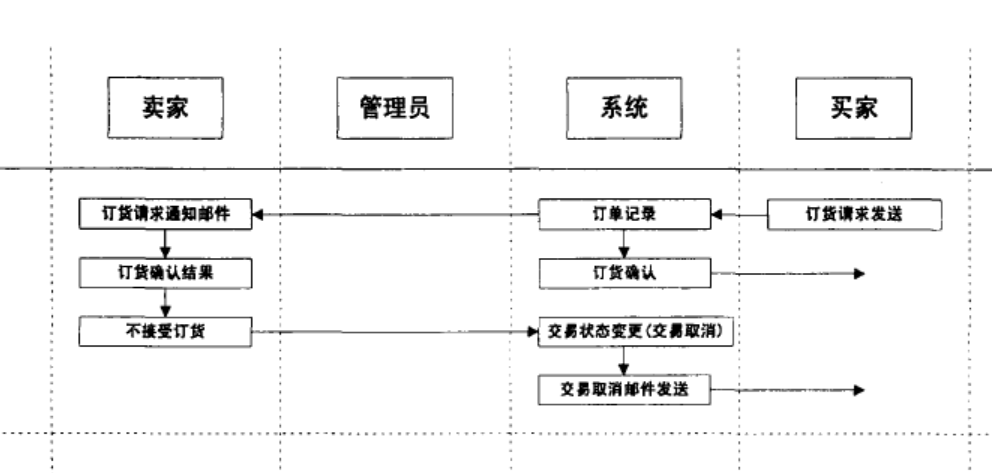 卖家
管理员
系统
买家
订货请求通知邮件
订单记录
订货请求发送
订货确认结果
订货确认
不接受订货
交易状态变更(交易取消)
交易取消邮件发送